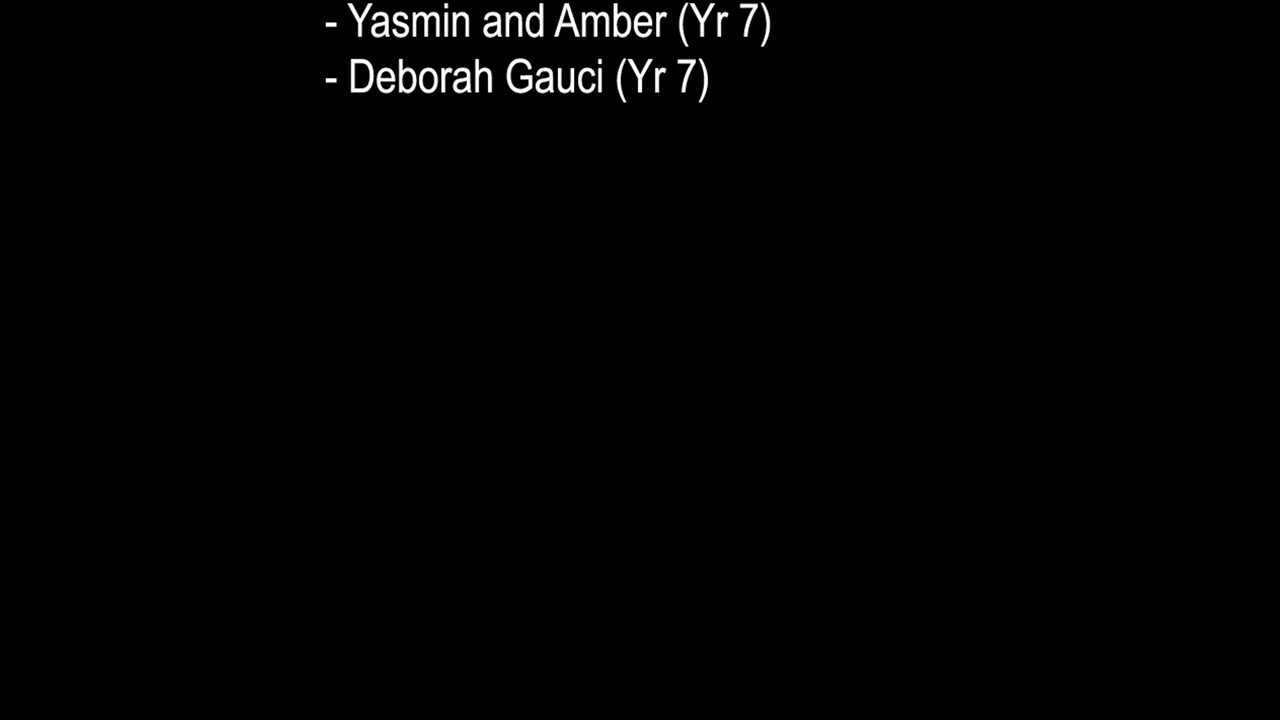 - Yasmin and Amber (Yr 7)
- Deborah Gauci (Yr 7)